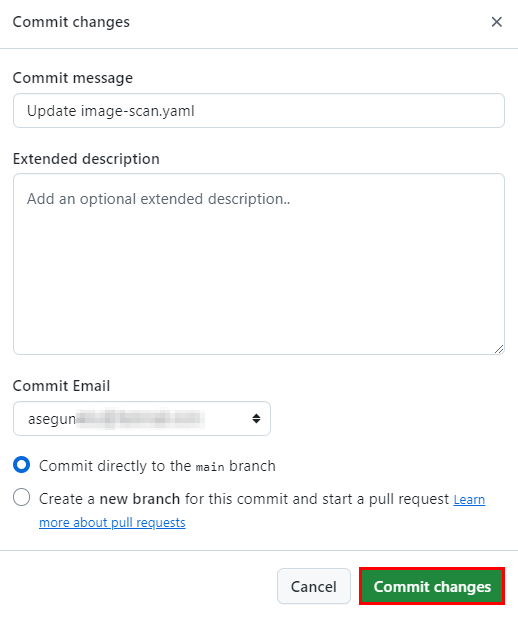 Commit changes
Commit message
Update image-scan.yaml
Extended description
Add an optional extended description..
Commit Email
asegun
Commit directly to the main branch
Create a new branch for this commit and start a pull request Learn
more about pull requests
Cancel
Commit changes